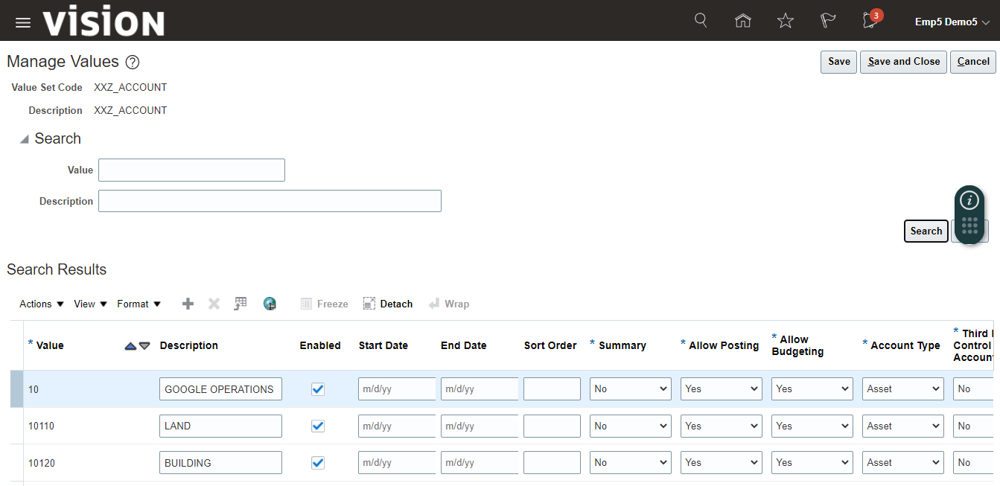 vision
3
Emp5 Demo5
Manage Values ?
Save Save and Close Cancel
Value Set Code XXZ_ACCOUNT
Description XXZ_ACCOUNT
Search
Value
Description
i
Search
Search Results
Actions View Format Freeze Detach Wrap
* Value Description Enabled Start Date End Date Sort Order * Summary * Allow Posting * Allow Budgeting * Account Type * Third Control Account
10 GOOGLE OPERATIONS m/d/yy m/d/yy No Yes Yes Asset No
10110 LAND m/d/yy m/d/yy No Yes Yes Asset No
10120 BUILDING m/d/yy m/d/yy No Yes Yes Asset No